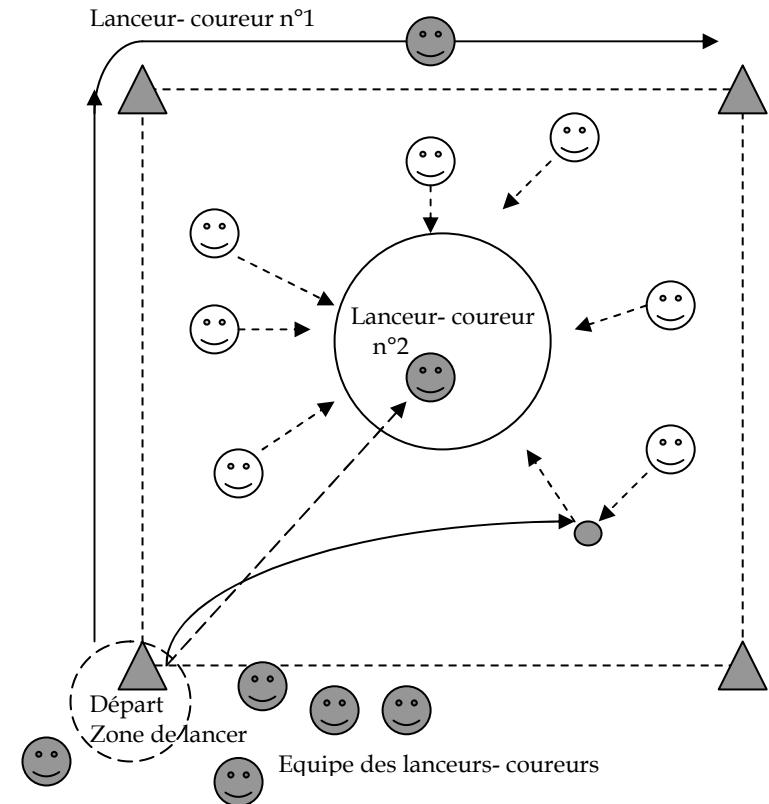 Lanceur- coureur n°1
Lanceur- coureur
n°2
Départ
Zone de lancer
Equipe des lanceurs- coureurs